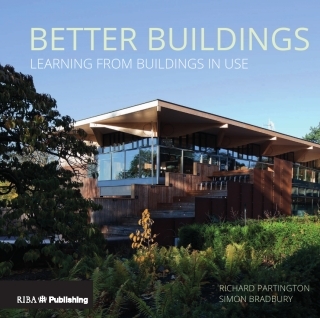 BETTER BUILDINGS
LEARNING FROM BUILDINGS IN USE
RICHARD PARTINGTON
SIMON BRADBURY
RIBA Publishing